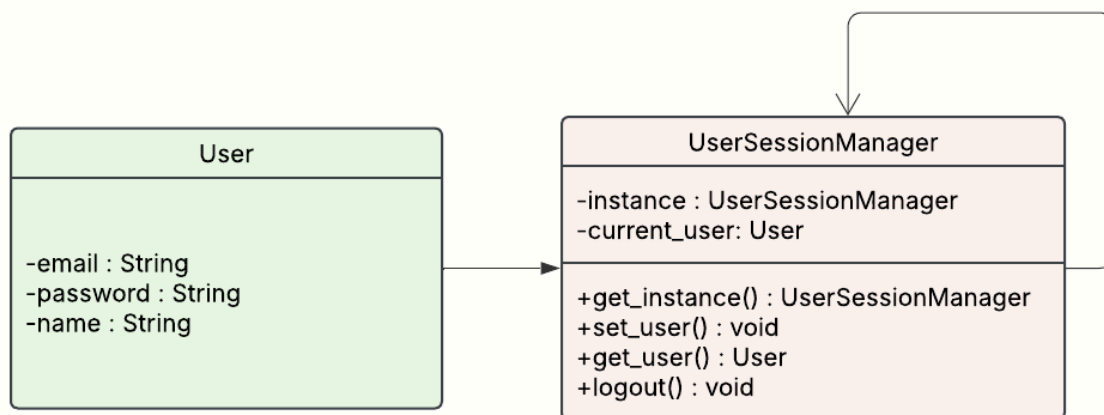 User
-email : String
-password : String
-name : String
UserSessionManager
-instance : UserSessionManager
-current_user: User
+get_instance() : UserSessionManager
+set_user() : void
+get_user() : User
+logout() : void